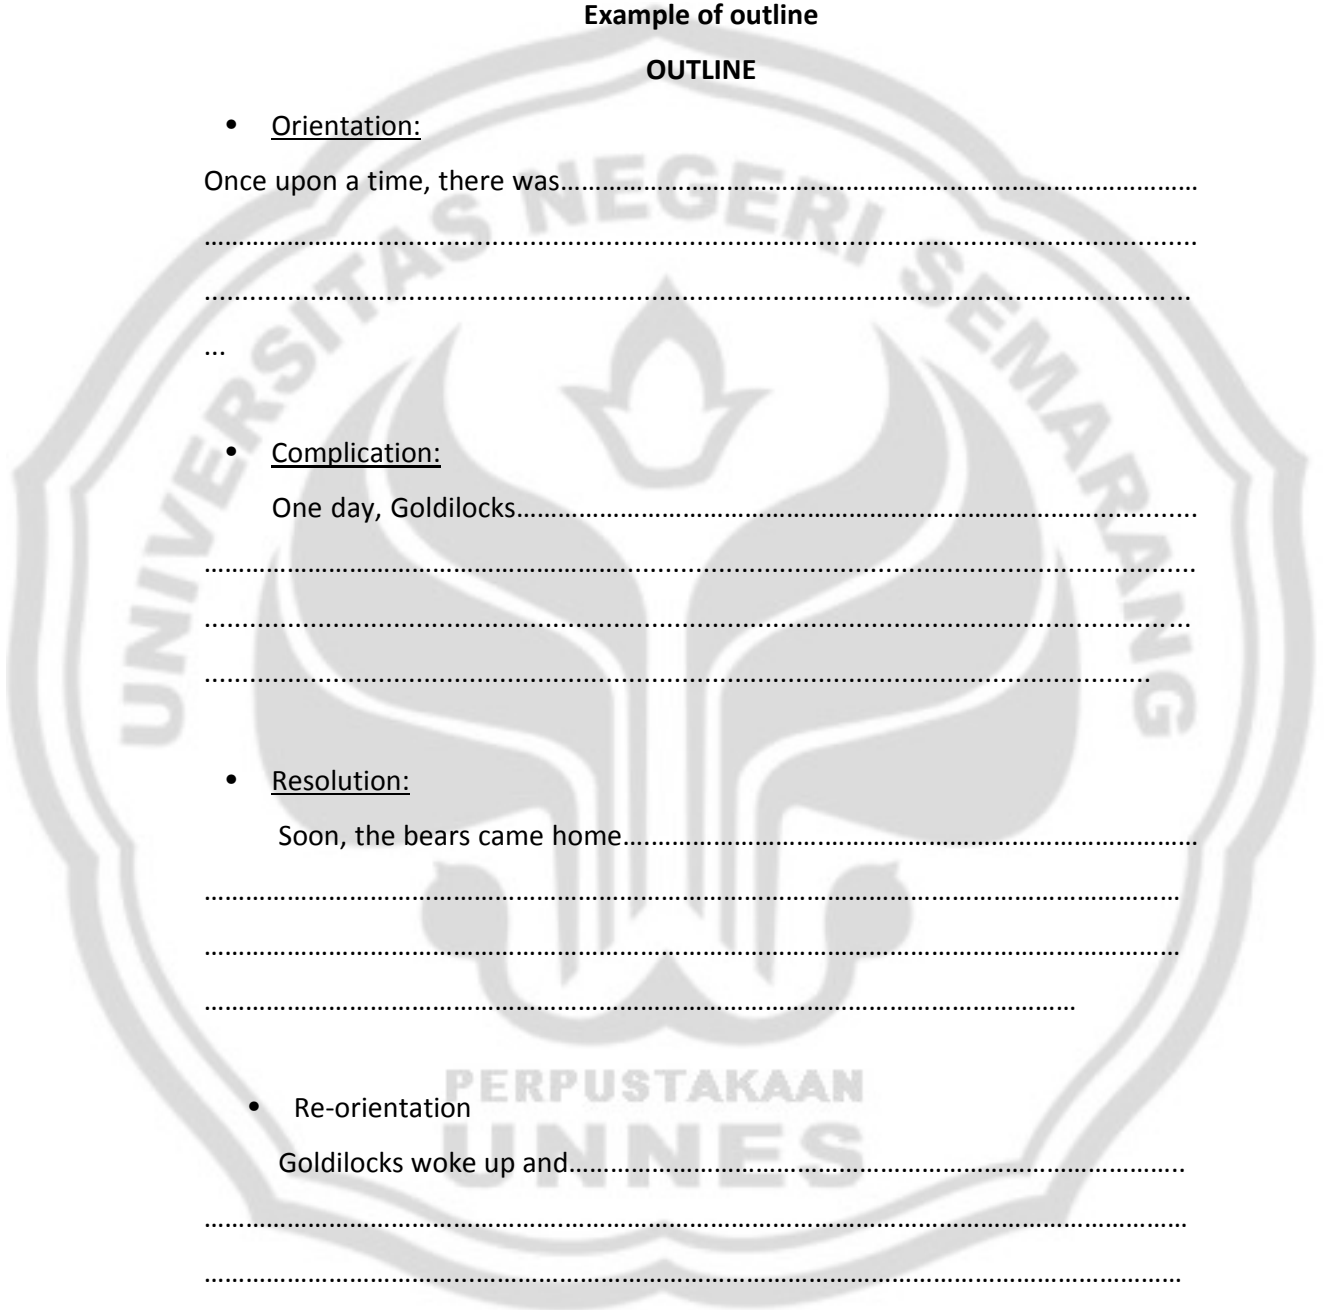 Example of outline
OUTLINE
• Orientation:
Once upon a time, there was……………………………………………………………………………
………………………………………………………………………………………………………………
………………………………………………………………………………………………………………
...
• Complication:
One day, Goldilocks……………………………………………………………………………………
………………………………………………………………………………………………………………
………………………………………………………………………………………………………………
…………………………………………………………………………………………………………
• Resolution:
Soon, the bears came home……………………………………………………………………
………………………………………………………………………………………………………………
………………………………………………………………………………………………………………
…………………………………………………………………………………………………
• Re-orientation
Goldilocks woke up and……………………………………………………………………………..
………………………………………………………………………………………………………………
………………………………………………………………………………………………………………
UNIVERSITAS NEGERI SEMARANG
PERPUSTAKAAN
UNNES